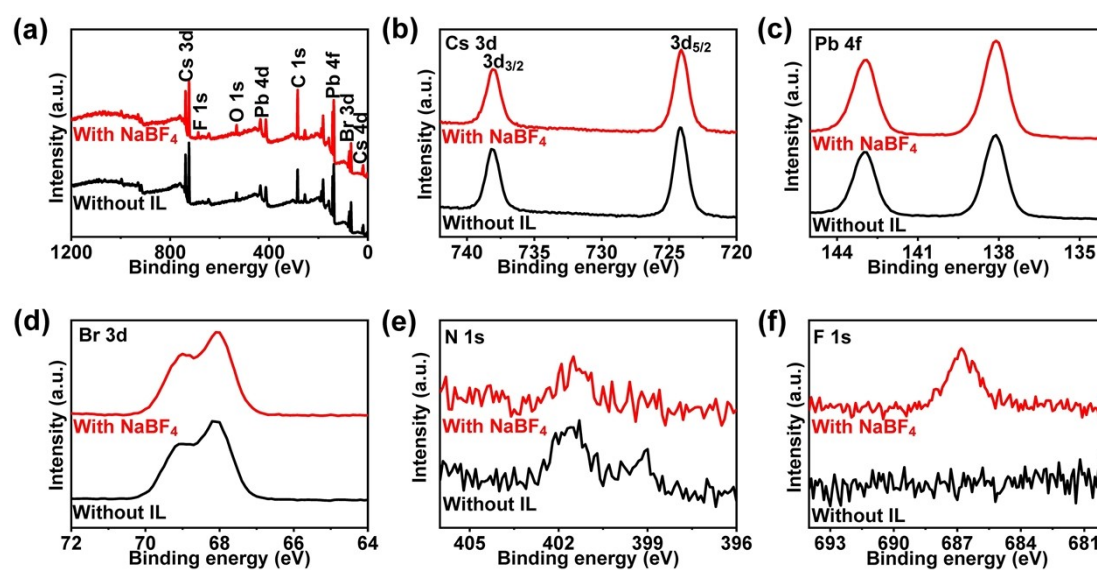 (a)
Intensity (a.u.)
Cs 3d
F 1s
O 1s
Pb 4d
C 1s
Pb 4f
Br 3d
Cs 4d
With NaBF₄
Without IL
1200 800 400 0
Binding energy (eV)
(b)
Intensity (a.u.)
Cs 3d
3d₃/₂
3d₅/₂
With NaBF₄
Without IL
740 735 730 725 720
Binding energy (eV)
(c)
Intensity (a.u.)
Pb 4f
With NaBF₄
Without IL
143 141 138 135
Binding energy (eV)
(d)
Intensity (a.u.)
Br 3d
With NaBF₄
Without IL
72 70 68 66 64
Binding energy (eV)
(e)
Intensity (a.u.)
N 1s
With NaBF₄
Without IL
405 402 399 396
Binding energy (eV)
(f)
Intensity (a.u.)
F 1s
With NaBF₄
Without IL
693 690 687 684 681
Binding energy (eV)